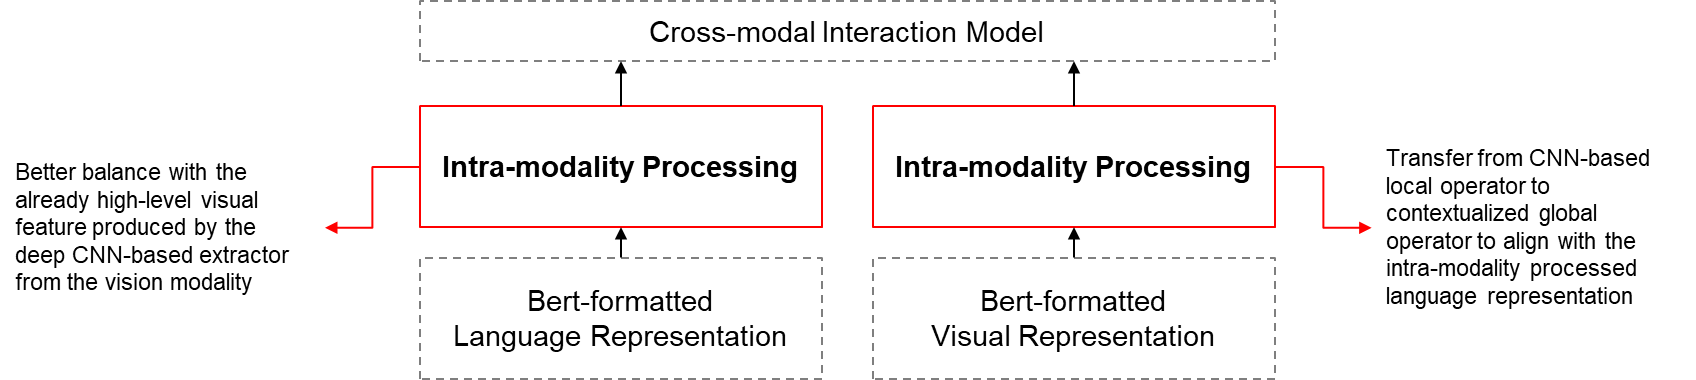 Cross-modal Interaction Model
Intra-modality Processing
Intra-modality Processing
Better balance with the
already high-level visual
feature produced by the
deep CNN-based extractor
from the vision modality
Transfer from CNN-based
local operator to
contextualized global
operator to align with the
intra-modality processed
language representation
Bert-formatted
Language Representation
Bert-formatted
Visual Representation